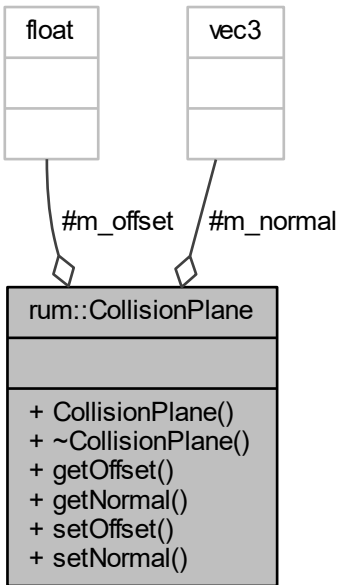 float
vec3
#m_offset
#m_normal
rum::CollisionPlane
+ CollisionPlane()
+ ~CollisionPlane()
+ getOffset()
+ getNormal()
+ setOffset()
+ setNormal()